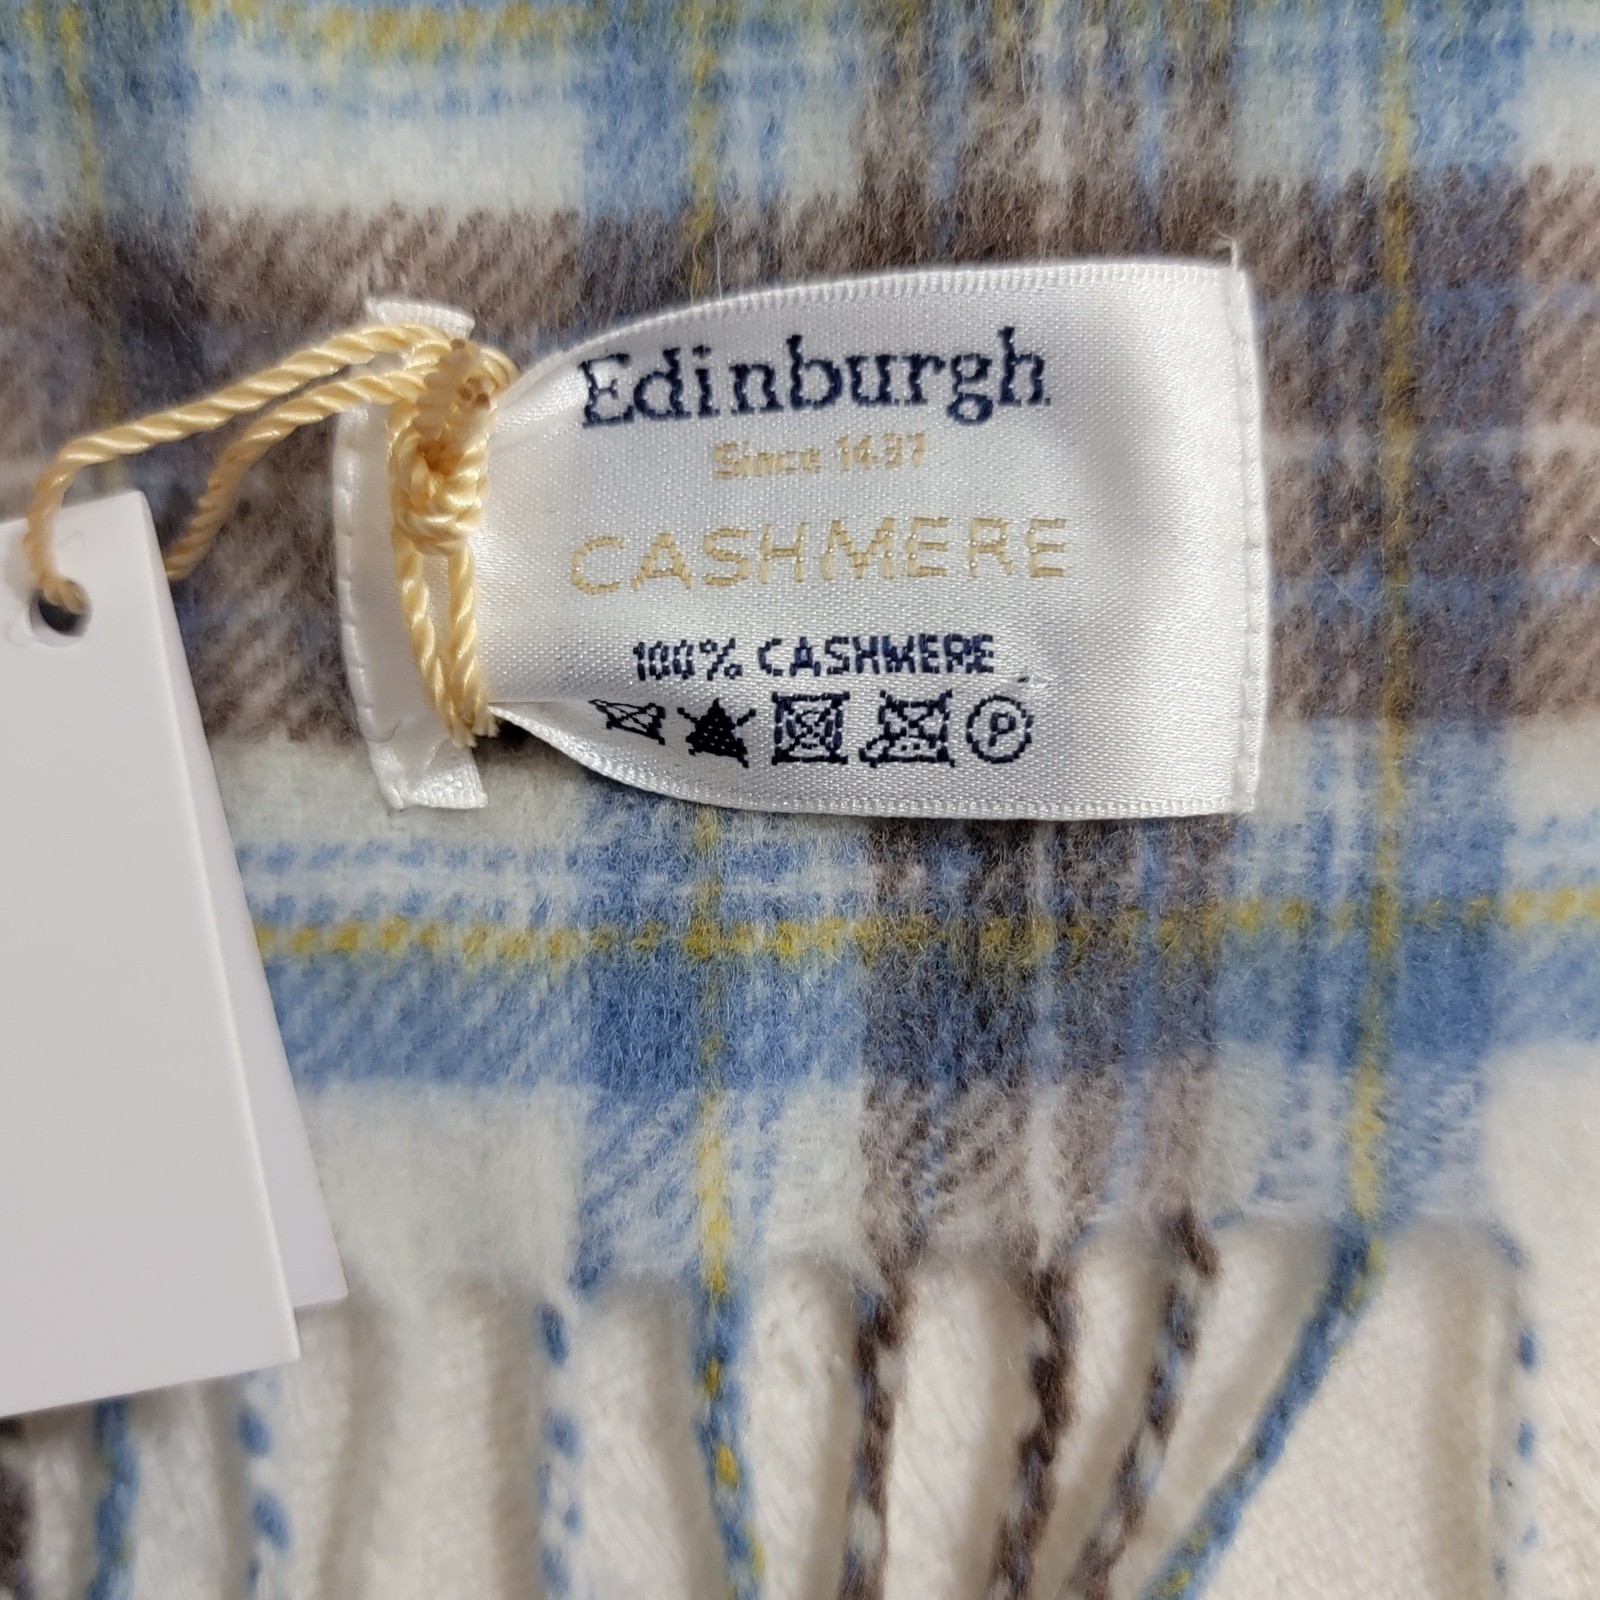 Edinburgh
Since 1437
CASHMERE
100% CASHMERE
P